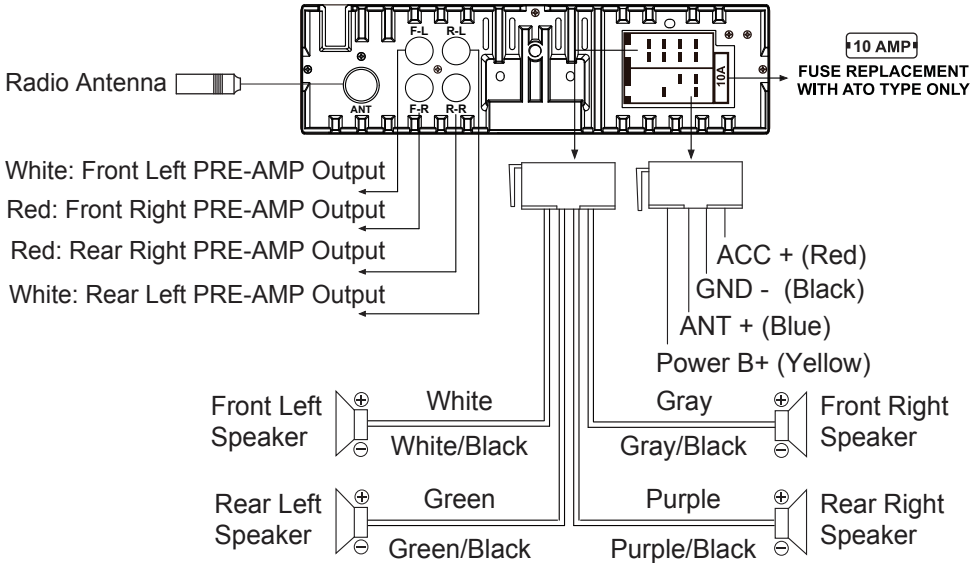 F-L
R-L
ANT
F-R
R-R
10A
10 AMP
FUSE REPLACEMENT
WITH ATO TYPE ONLY
Radio Antenna
White: Front Left PRE-AMP Output
Red: Front Right PRE-AMP Output
Red: Rear Right PRE-AMP Output
White: Rear Left PRE-AMP Output
ACC + (Red)
GND - (Black)
ANT + (Blue)
Power B+ (Yellow)
Front Left
Speaker
+
-
White
White/Black
Gray
Gray/Black
+
-
Front Right
Speaker
Rear Left
Speaker
+
-
Green
Green/Black
Purple
Purple/Black
+
-
Rear Right
Speaker